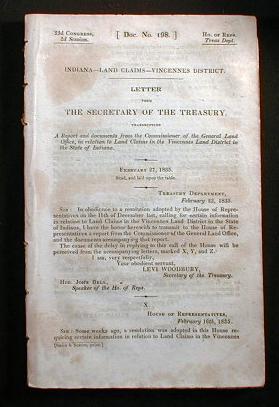 23d Congress, [ Doc. No. 198. ] Ho. of Reps.
2d Session. Treas. Dept.
INDIANA—LAND CLAIMS—VINCENNES DISTRICT.
LETTER
FROM
THE SECRETARY OF THE TREASURY,
TRANSMITTING
A Report and documents from the Commissioner of the General Land
Office, in relation to Land Claims in the Vincennes Land District in
the State of Indiana.
February 27, 1835.
Read, and laid upon the table.
Treasury Department,
February 1835.
Sir: In obedience to a resolution adopted by the House of Repre-
sentatives on the 11th of December last, calling for certain information
in relation to Land Claims in the Vincennes Land District in the State
of Indiana, I have the honor herewith to transmit to the House of Re-
presentatives a report from the Commissioner of the General Land Office,
and the documents accompanying that report.
The cause of the delay in replying to this call of the House will be
perceived from the accompanying letters, marked X, Y, and Z.
I am, very respectfully,
Your obedient servant,
LEVI WOODBURY,
Secretary of the Treasury.
Hon. John Bell,
Speaker of the Ho. of Reps.
X.
House of Representatives,
February 16th, 1835.
Sir: Some weeks ago, a resolution was adopted in this House re-
quiring certain information in relation to Land Claims in the Vincennes
[Gales & Seaton, print.]